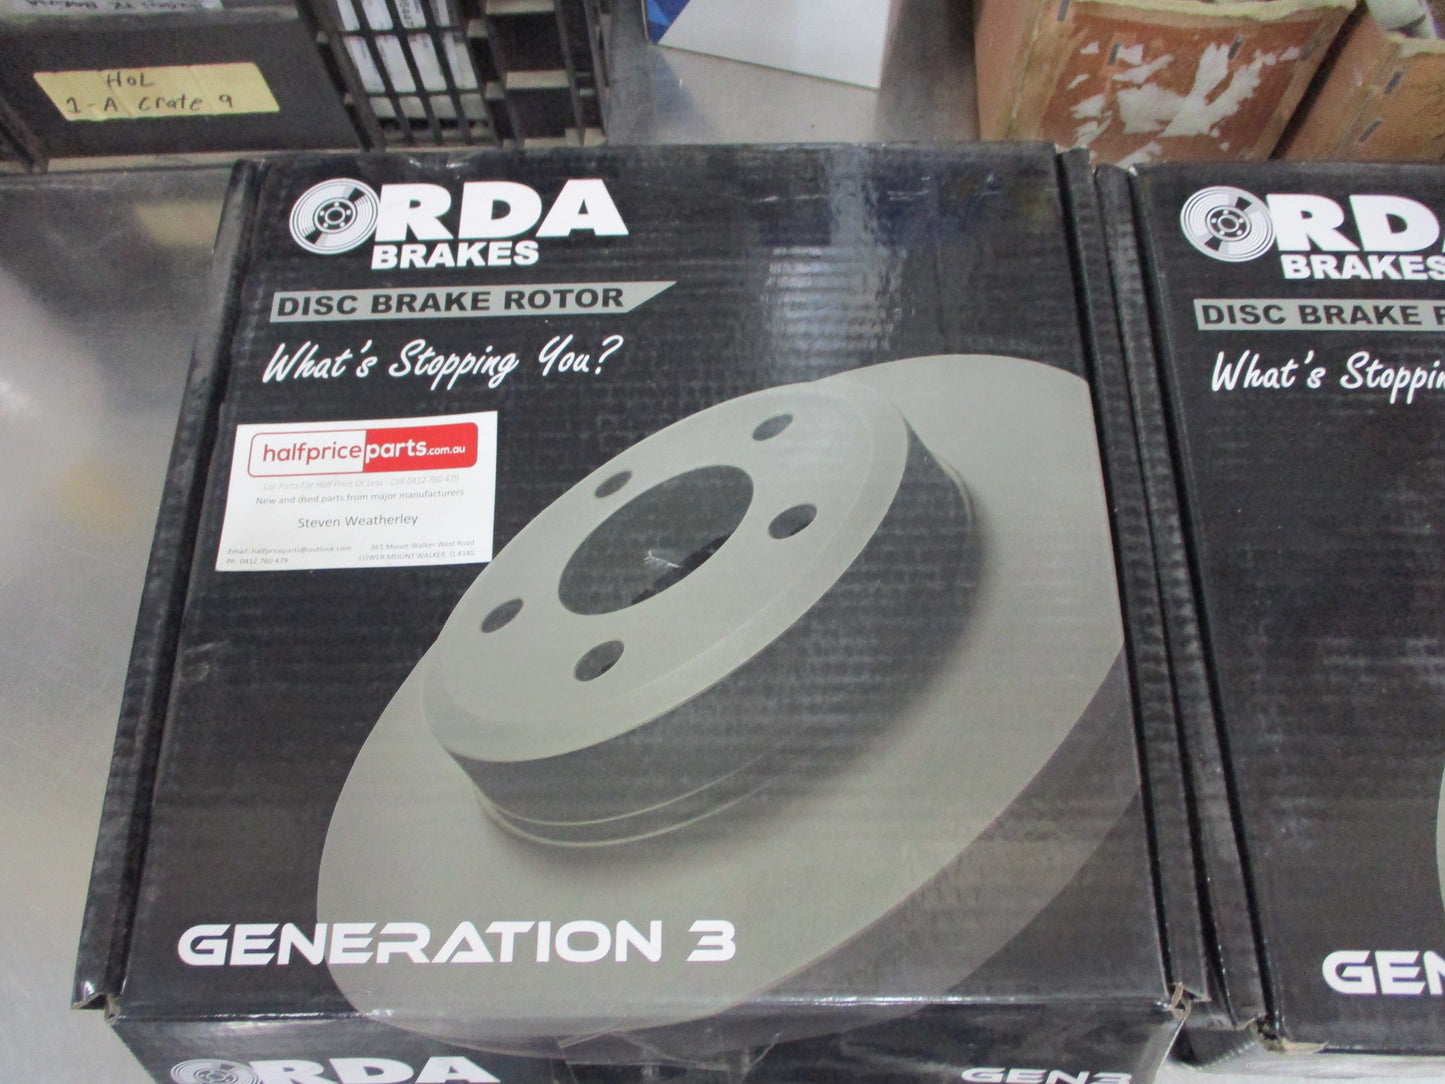 HOL
1-A Crate 9
RDA
BRAKES
DISC BRAKE ROTOR
What's Stopping You?
halfpriceparts.com.au
Car Parts For Half Price Or Less - Call 0412 760 479
New and used parts from major manufacturers
Steven Weatherley
Email: halfpriceparts@outlook.com
Ph: 0412 760 479
361 Mount Walker West Road
LOWER MOUNT WALKER Q 4340
GENERATION 3
RDA
GEN3
RD
BRAKES
DISC BRAKE
What's Stoppin
GEN